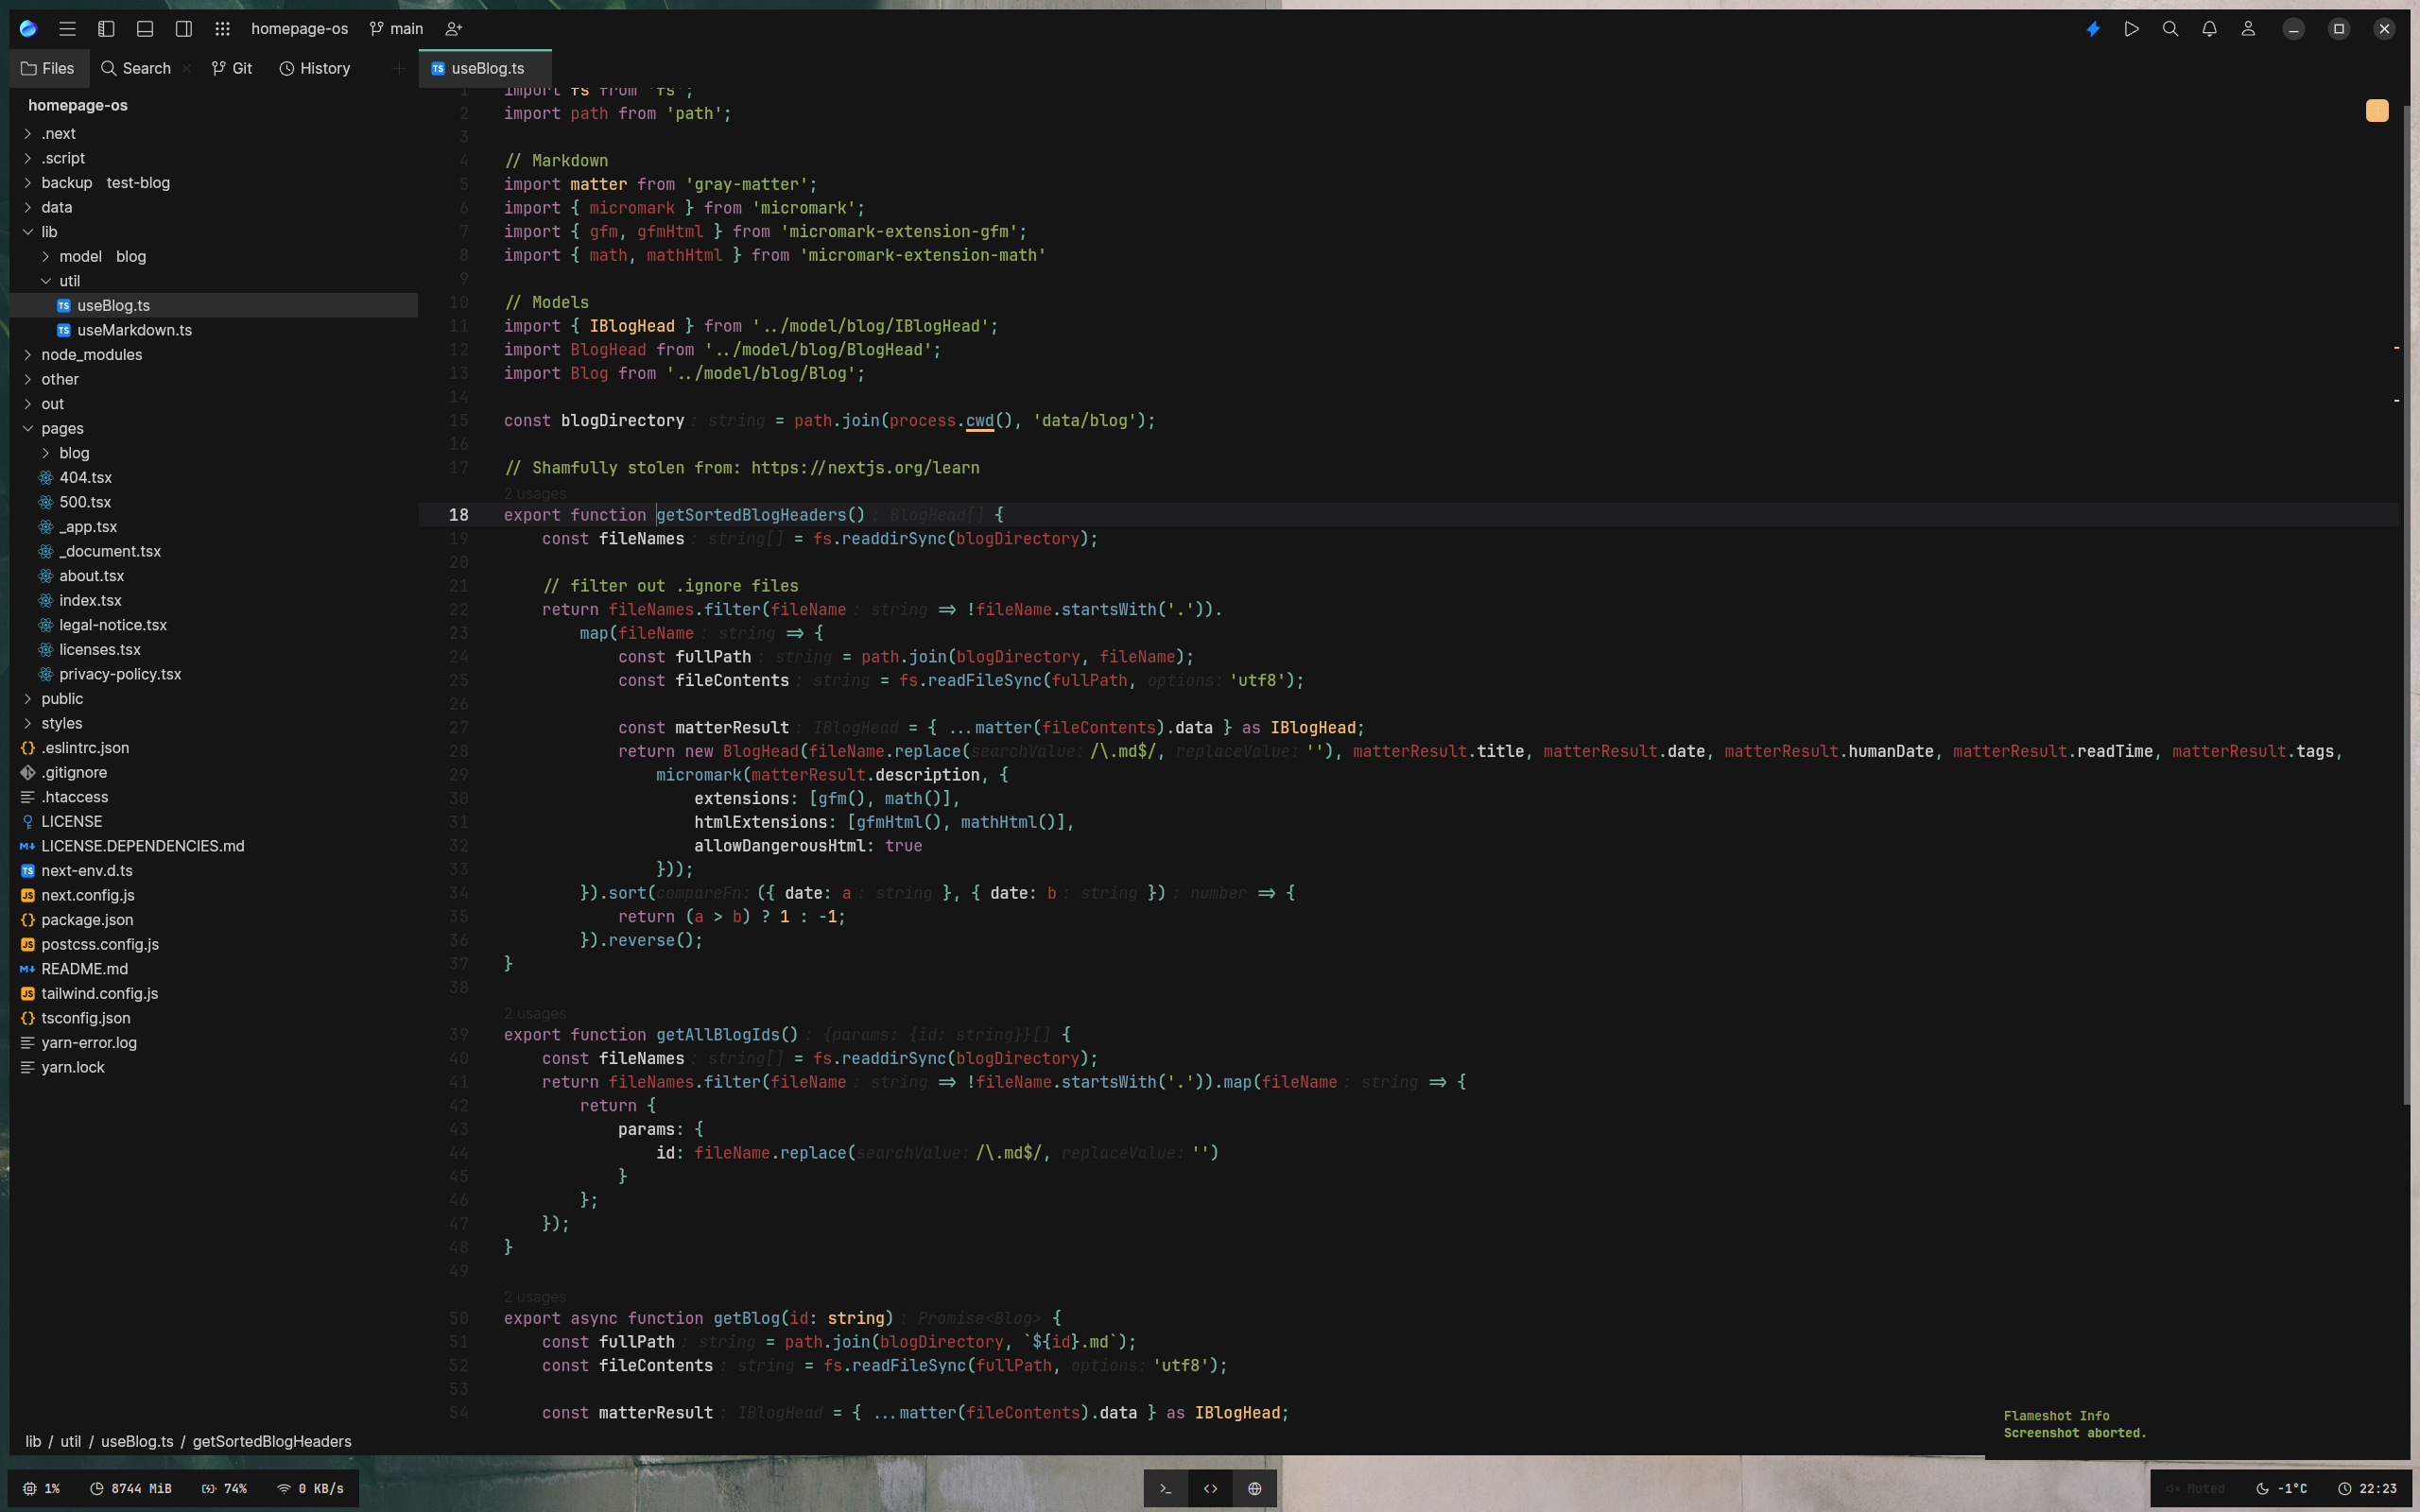 homepage-os main
Files Search Git History
useBlog.ts
homepage-os
.next
.script
backup test-blog
data
lib
model blog
util
TS useBlog.ts
TS useMarkdown.ts
node_modules
other
out
pages
blog
404.tsx
500.tsx
_app.tsx
_document.tsx
about.tsx
index.tsx
legal-notice.tsx
licenses.tsx
privacy-policy.tsx
public
styles
{} .eslintrc.json
.gitignore
.htaccess
LICENSE
M↓ LICENSE.DEPENDENCIES.md
TS next-env.d.ts
JS next.config.js
{} package.json
JS postcss.config.js
M↓ README.md
JS tailwind.config.js
{} tsconfig.json
yarn-error.log
yarn.lock
1 import fs from 'fs';
2 import path from 'path';
3
4 // Markdown
5 import matter from 'gray-matter';
6 import { micromark } from 'micromark';
7 import { gfm, gfmHtml } from 'micromark-extension-gfm';
8 import { math, mathHtml } from 'micromark-extension-math'
9
10 // Models
11 import { IBlogHead } from '../model/blog/IBlogHead';
12 import BlogHead from '../model/blog/BlogHead';
13 import Blog from '../model/blog/Blog';
14
15 const blogDirectory : string = path.join(process.cwd(), 'data/blog');
16
17 // Shamfully stolen from: https://nextjs.org/learn
2 usages
18 export function getSortedBlogHeaders() : BlogHead[] {
19 const fileNames : string[] = fs.readdirSync(blogDirectory);
20
21 // filter out .ignore files
22 return fileNames.filter(fileName : string => !fileName.startsWith('.')).
23 map(fileName : string => {
24 const fullPath : string = path.join(blogDirectory, fileName);
25 const fileContents : string = fs.readFileSync(fullPath, options: 'utf8');
26
27 const matterResult : IBlogHead = { ...matter(fileContents).data } as IBlogHead;
28 return new BlogHead(fileName.replace(searchValue: /\.md$/, replaceValue: ''), matterResult.title, matterResult.date, matterResult.humanDate, matterResult.readTime, matterResult.tags,
29 micromark(matterResult.description, {
30 extensions: [gfm(), math()],
31 htmlExtensions: [gfmHtml(), mathHtml()],
32 allowDangerousHtml: true
33 }));
34 }).sort(compareFn: ({ date: a : string }, { date: b : string }) : number => {
35 return (a > b) ? 1 : -1;
36 }).reverse();
37 }
38
2 usages
39 export function getAllBlogIds() : {params: {id: string}}[] {
40 const fileNames : string[] = fs.readdirSync(blogDirectory);
41 return fileNames.filter(fileName : string => !fileName.startsWith('.')).map(fileName : string => {
42 return {
43 params: {
44 id: fileName.replace(searchValue: /\.md$/, replaceValue: '')
45 }
46 };
47 });
48 }
49
2 usages
50 export async function getBlog(id: string) : Promise<Blog> {
51 const fullPath : string = path.join(blogDirectory, `${id}.md`);
52 const fileContents : string = fs.readFileSync(fullPath, options: 'utf8');
53
54 const matterResult : IBlogHead = { ...matter(fileContents).data } as IBlogHead;
Flameshot Info
Screenshot aborted.
lib / util / useBlog.ts / getSortedBlogHeaders
1% 8744 MiB 74% 0 KB/s
Muted -1°C 22:23